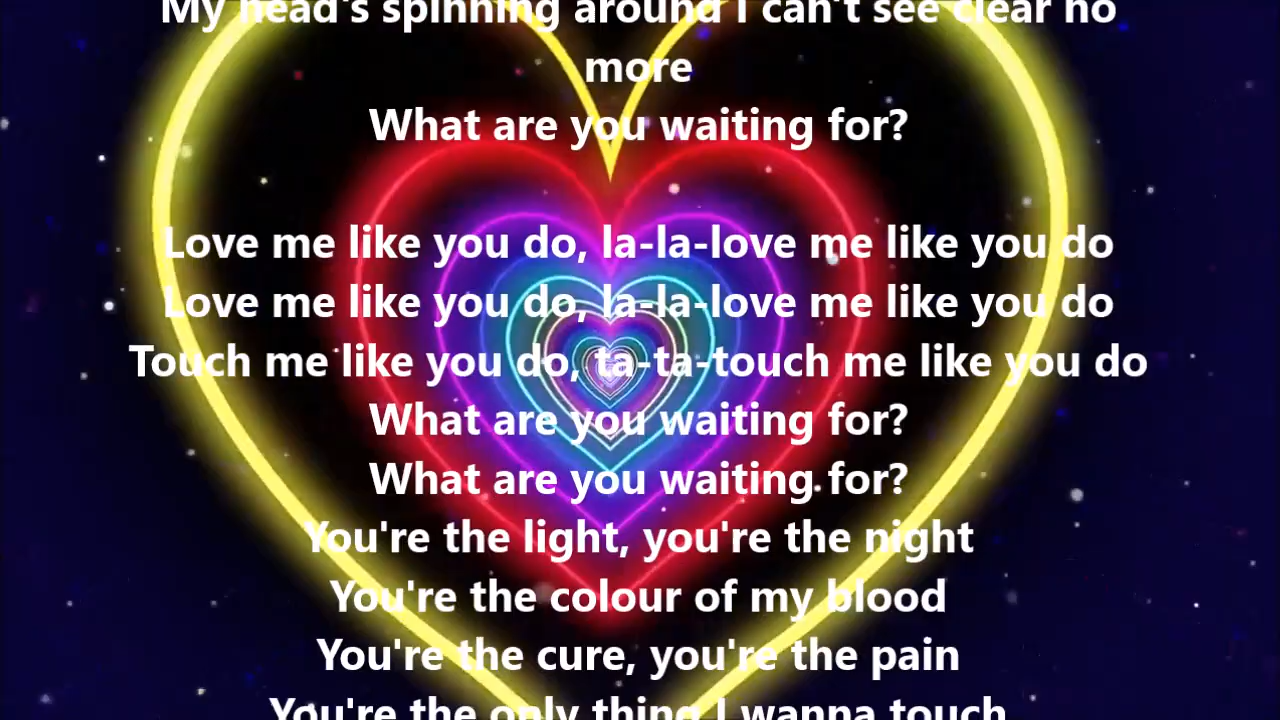 My head's spinning around I can't see clear no
more
What are you waiting for?
Love me like you do, la-la-love me like you do
Love me like you do, la-la-love me like you do
Touch me like you do, ta-ta-touch me like you do
What are you waiting for?
What are you waiting for?
You're the light, you're the night
You're the colour of my blood
You're the cure, you're the pain
You're the only thing I wanna touch